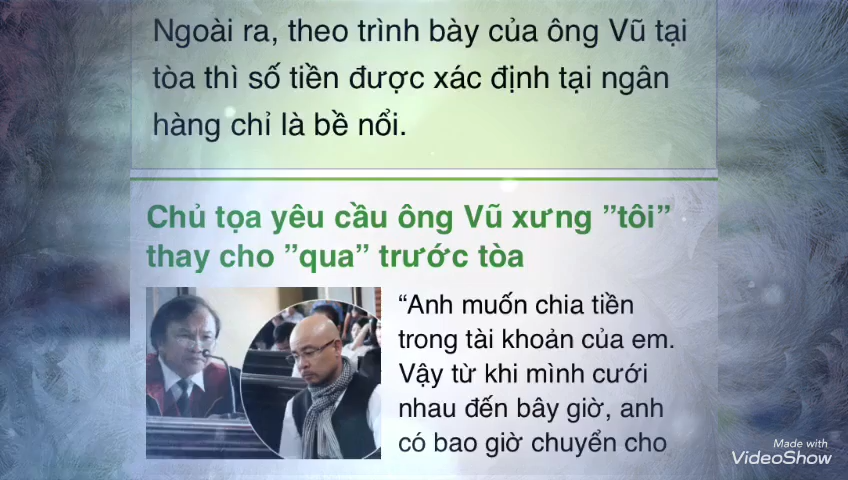 Ngoài ra, theo trình bày của ông Vũ tại
tòa thì số tiền được xác định tại ngân
hàng chỉ là bề nổi.
Chủ tọa yêu cầu ông Vũ xưng ”tôi”
thay cho ”qua” trước tòa
“Anh muốn chia tiền
trong tài khoản của em.
Vậy từ khi mình cưới
nhau đến bây giờ, anh
có bao giờ chuyển cho
Made with
VideoShow